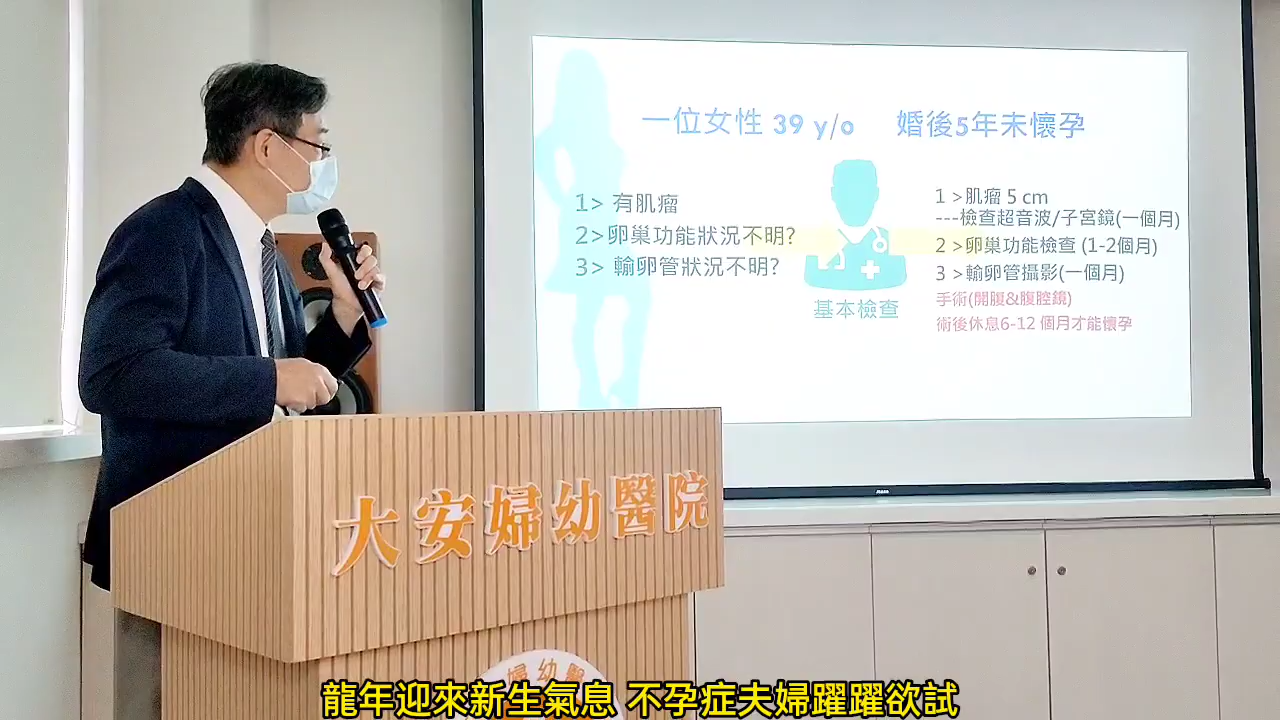 一位女性 39 y/o 婚後5年未懷孕
1> 有肌瘤
2>卵巢功能狀況不明?
3> 輸卵管狀況不明?
基本檢查
1 >肌瘤 5 cm
---檢查超音波/子宮鏡(一個月)
2 >卵巢功能檢查 (1-2個月)
3 >輸卵管攝影(一個月)
手術(開腹&腹腔鏡)
術後休息6-12 個月才能懷孕
大安婦幼醫院
婦幼醫
龍年迎來新生氣息 不孕症夫婦躍躍欲試